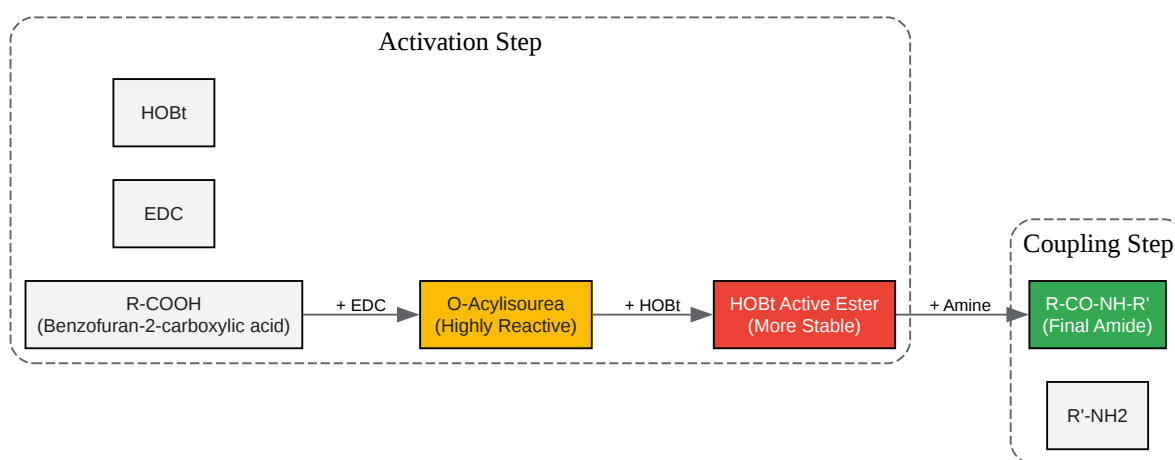 Activation Step
HOBt
EDC
R-COOH
(Benzofuran-2-carboxylic acid)
+ EDC
O-Acylisourea
(Highly Reactive)
+ HOBt
HOBt Active Ester
(More Stable)
+ Amine
Coupling Step
R-CO-NH-R'
(Final Amide)
R'-NH2